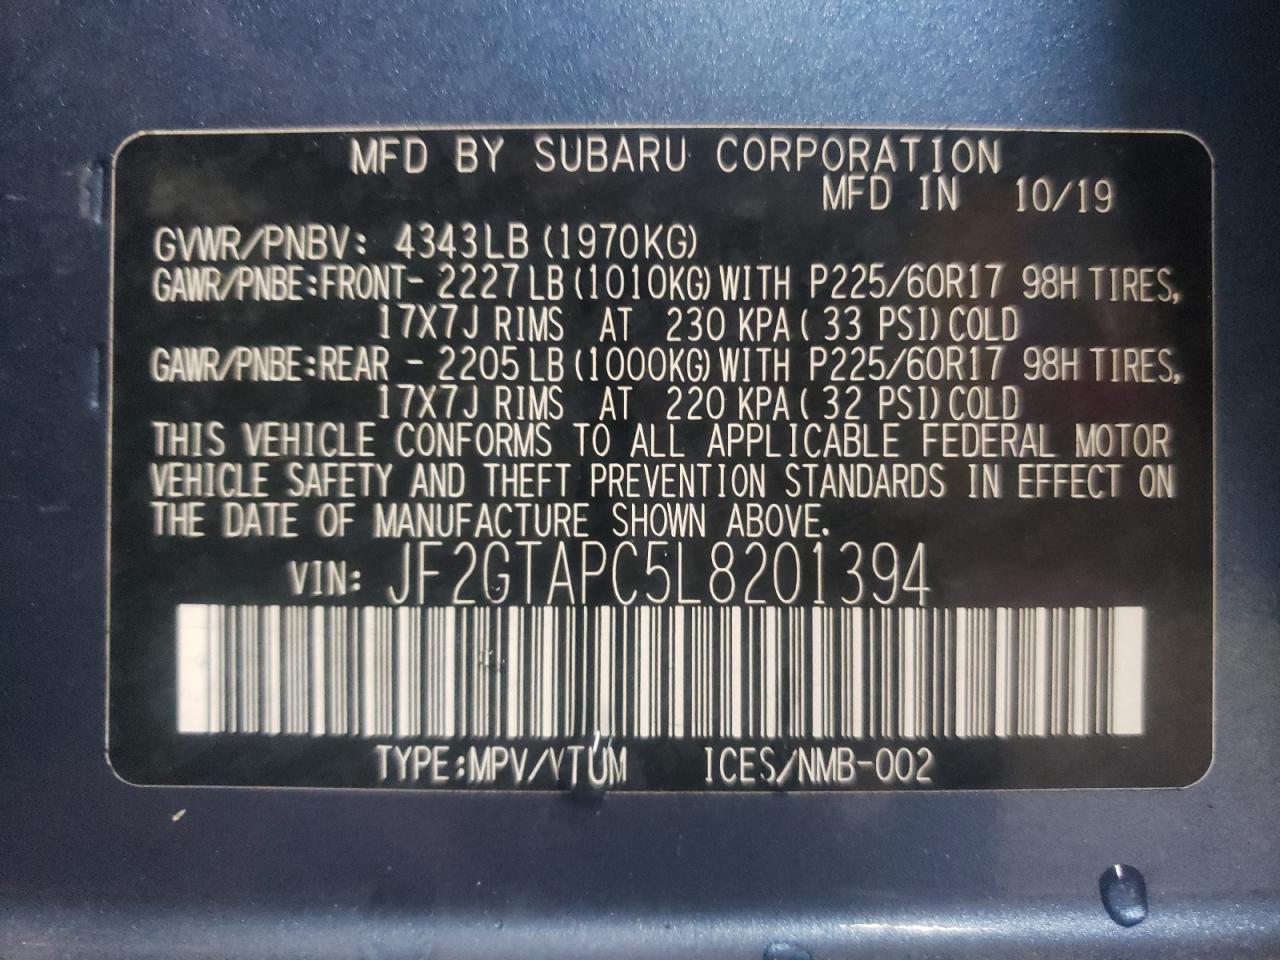 MFD BY SUBARU CORPORATION
MFD IN 10/19
GVWR/PNBV: 4343LB (1970KG)
GAWR/PNBE:FRONT- 2227LB (1010KG) WITH P225/60R17 98H TIRES,
17X7J RIMS AT 230 KPA( 33 PSI) COLD
GAWR/PNBE:REAR - 2205LB (1000KG) WITH P225/60R17 98H TIRES,
17X7J RIMS AT 220 KPA( 32 PSI) COLD
THIS VEHICLE CONFORMS TO ALL APPLICABLE FEDERAL MOTOR
VEHICLE SAFETY AND THEFT PREVENTION STANDARDS IN EFFECT ON
THE DATE OF MANUFACTURE SHOWN ABOVE.
VIN: JF2GTAPC5L8201394
TYPE:MPV/VTUM ICES/NMB-002